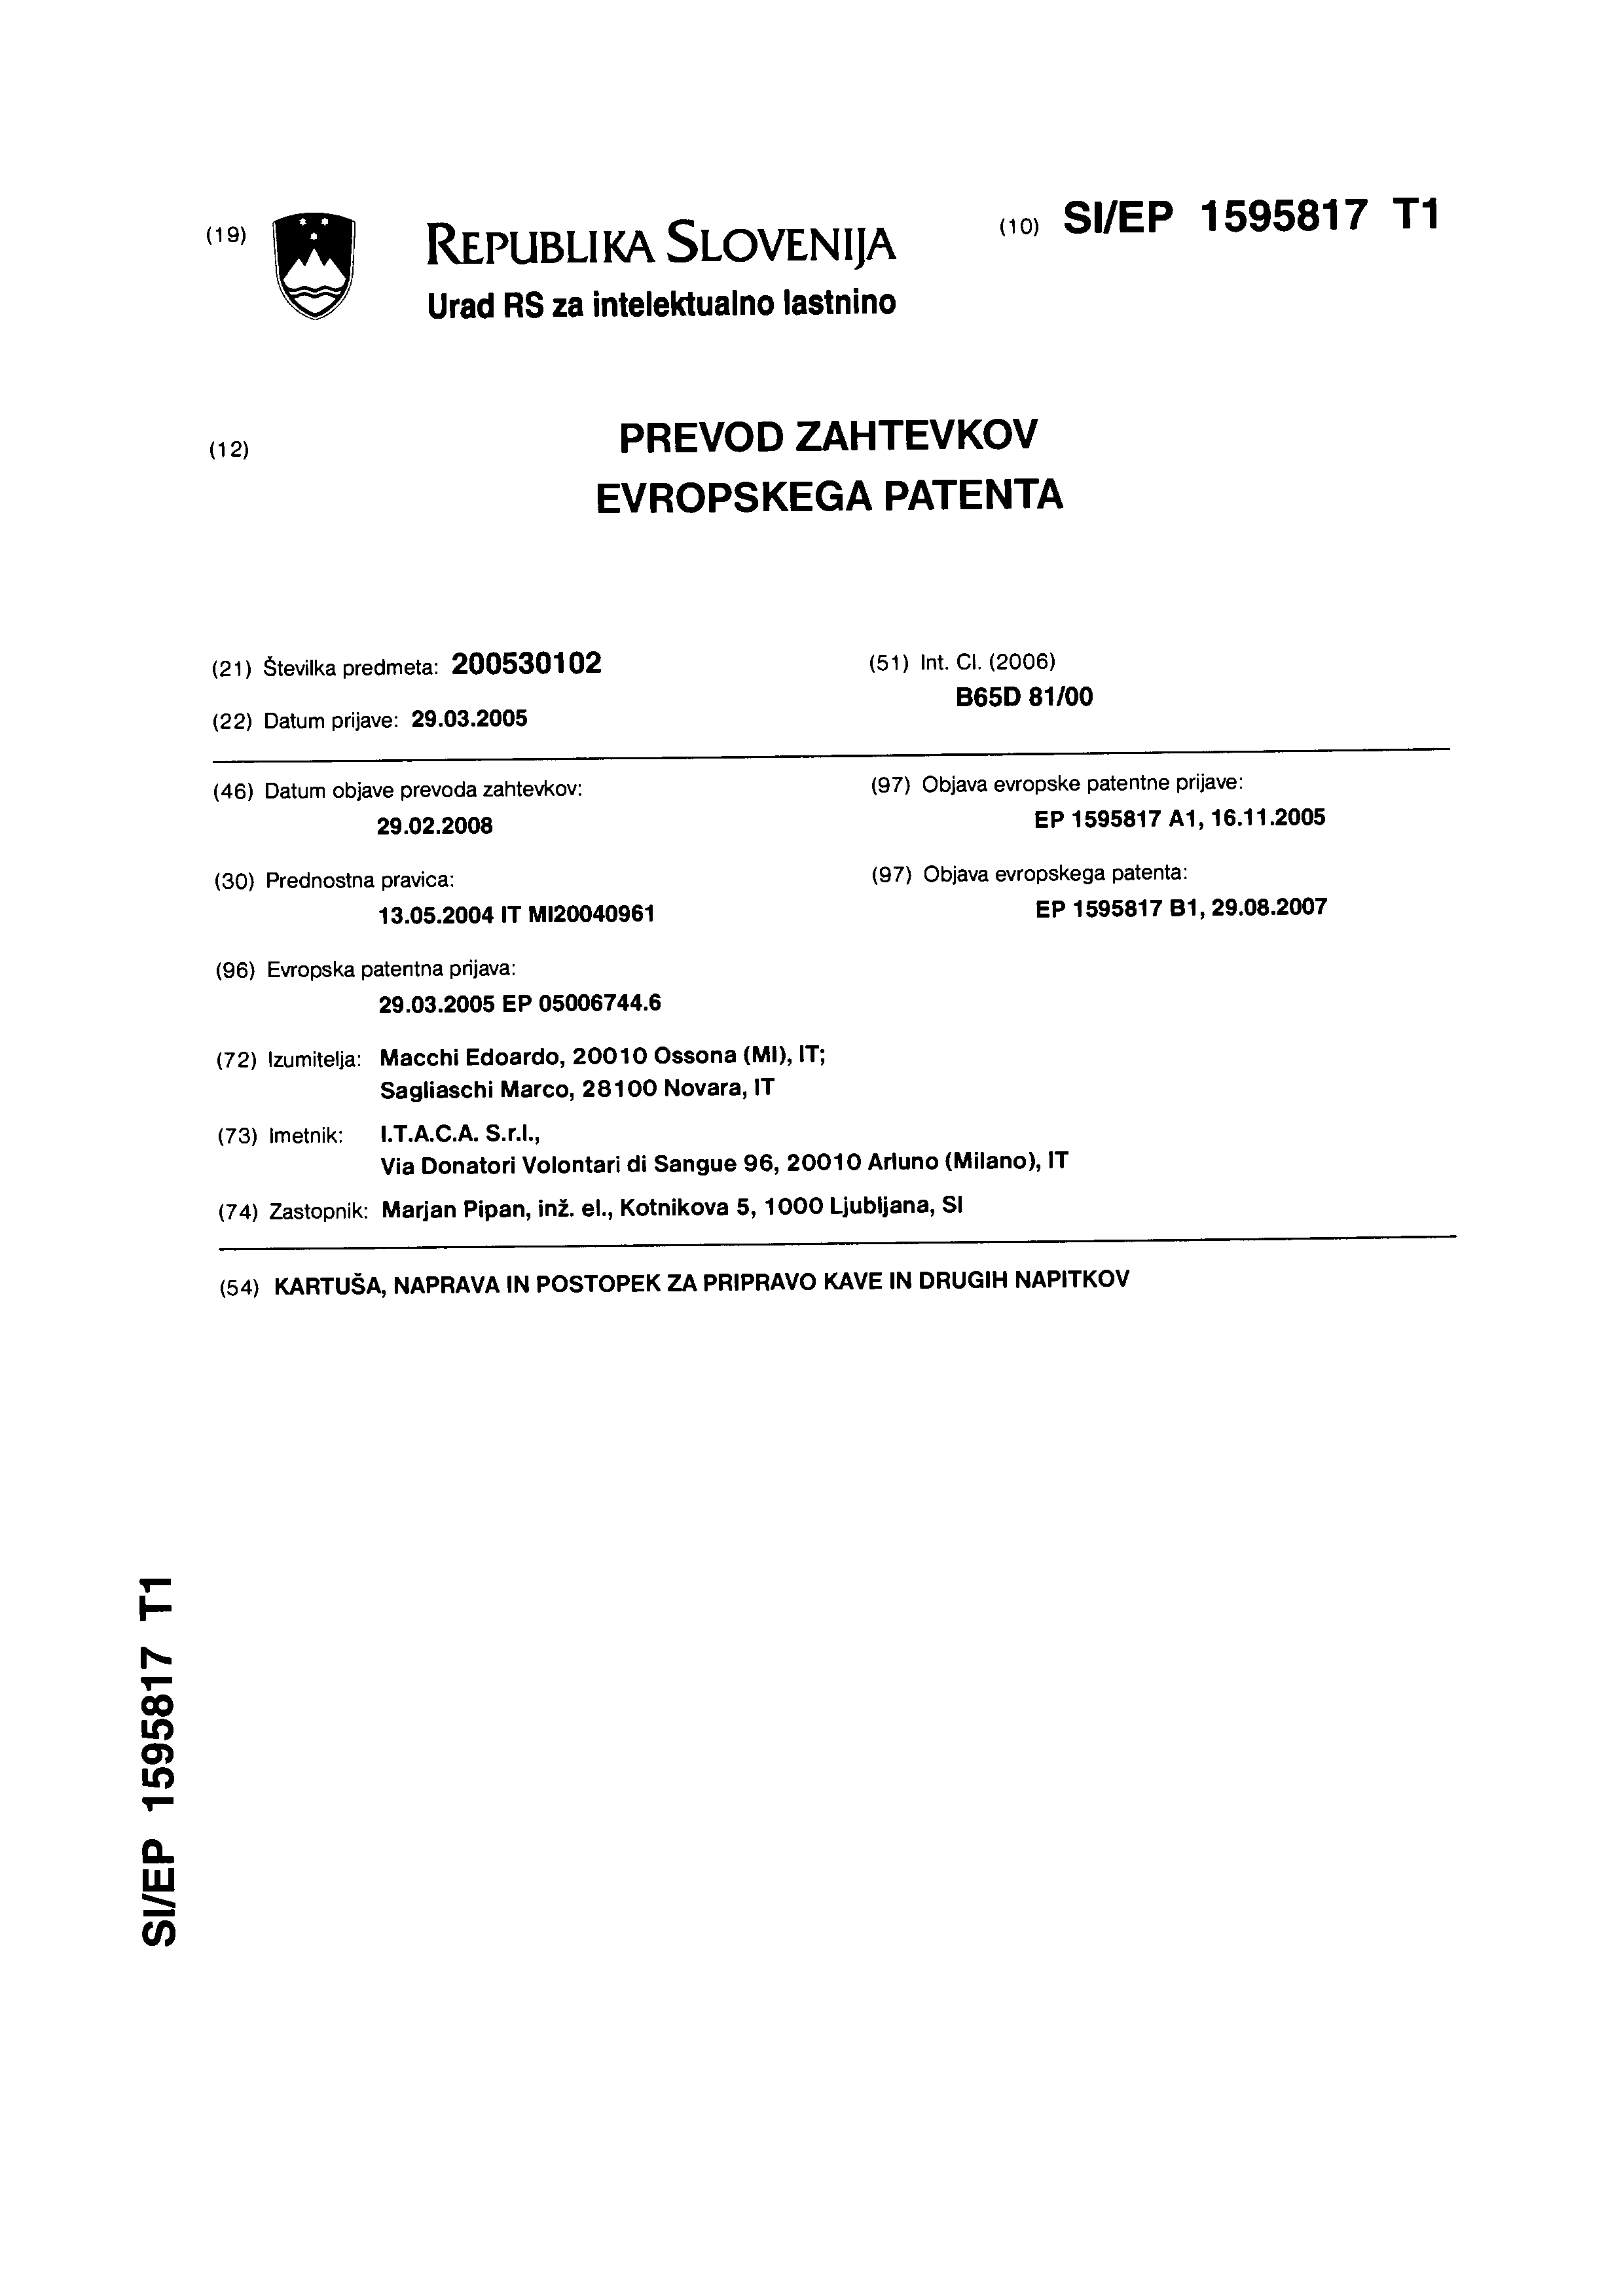 (19)
REPUBLIKA SLOVENIJA
Urad RS za intelektualno lastnino
(10) SI/EP 1595817 T1
(12)
PREVOD ZAHTEVKOV
EVROPSKEGA PATENTA
(21) Številka predmeta: 200530102
(22) Datum prijave: 29.03.2005
(51) Int. Cl. (2006)
B65D 81/00
(46) Datum objave prevoda zahtevkov:
29.02.2008
(30) Prednostna pravica:
13.05.2004 IT MI20040961
(96) Evropska patentna prijava:
29.03.2005 EP 05006744.6
(97) Objava evropske patentne prijave:
EP 1595817 A1, 16.11.2005
(97) Objava evropskega patenta:
EP 1595817 B1, 29.08.2007
(72) Izumitelja: Macchi Edoardo, 20010 Ossona (MI), IT;
Sagliaschi Marco, 28100 Novara, IT
(73) Imetnik: I.T.A.C.A. S.r.l.,
Via Donatori Volontari di Sangue 96, 20010 Arluno (Milano), IT
(74) Zastopnik: Marjan Pipan, inž. el., Kotnikova 5, 1000 Ljubljana, SI
(54) KARTUŠA, NAPRAVA IN POSTOPEK ZA PRIPRAVO KAVE IN DRUGIH NAPITKOV
SI/EP 1595817 T1